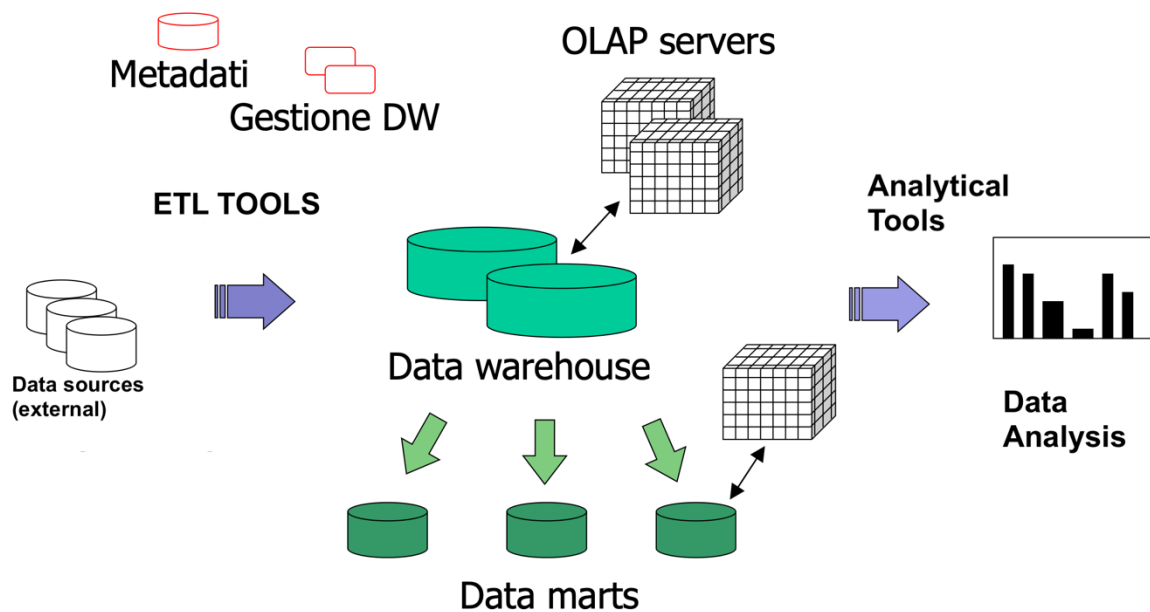 OLAP servers
Metadati
Gestione DW
ETL TOOLS
Analytical
Tools
Data sources
(external)
Data warehouse
Data
Analysis
Data marts